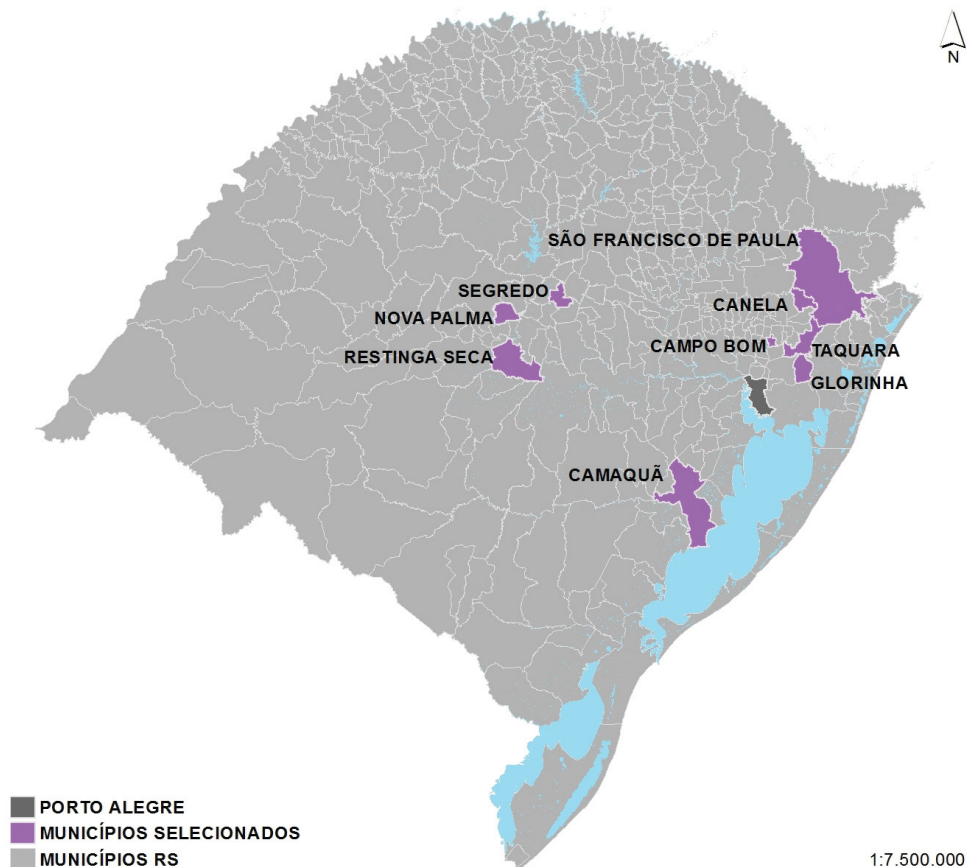 N
SÃO FRANCISCO DE PAULA
SEGREDO
CANELA
NOVA PALMA
CAMPO BOM
TAQUARA
RESTINGA SECA
GLORINHA
CAMAQUÃ
PORTO ALEGRE
MUNICÍPIOS SELECIONADOS
MUNICÍPIOS RS
1:7.500.000